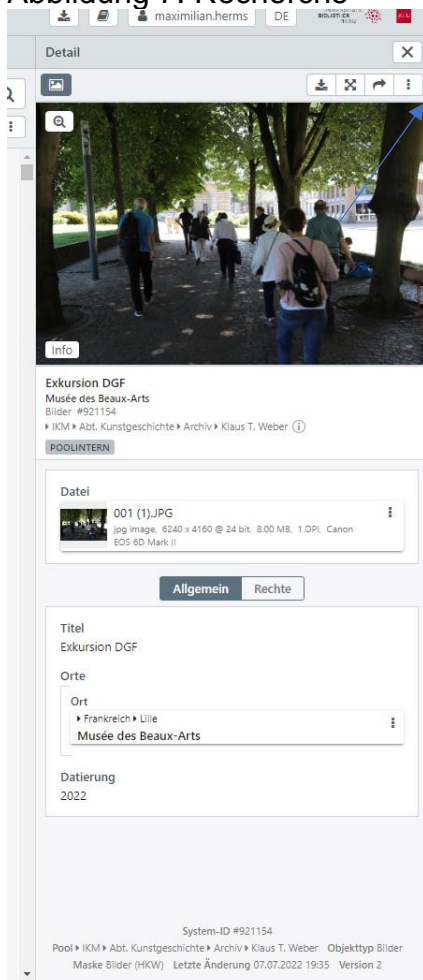 Abbildung 7: Recherche
maximilian.herms
DE
Detail
Info
Exkursion DGF
Musée des Beaux-Arts
Bilder #921154
IKM Abt. Kunstgeschichte Archiv Klaus T. Weber
POOLINTERN
Datei
001 (1).JPG
jpg image, 6240 x 4160 @ 24 bit, 8.00 MB, 1 DPI, Canon
EOS 6D Mark II
Allgemein Rechte
Titel
Exkursion DGF
Orte
Ort
Frankreich Lille
Musée des Beaux-Arts
Datierung
2022
System-ID #921154
Pool IKM Abt. Kunstgeschichte Archiv Klaus T. Weber Objekttyp Bilder
Maske Bilder (HKW) Letzte Änderung 07.07.2022 19:35 Version 2